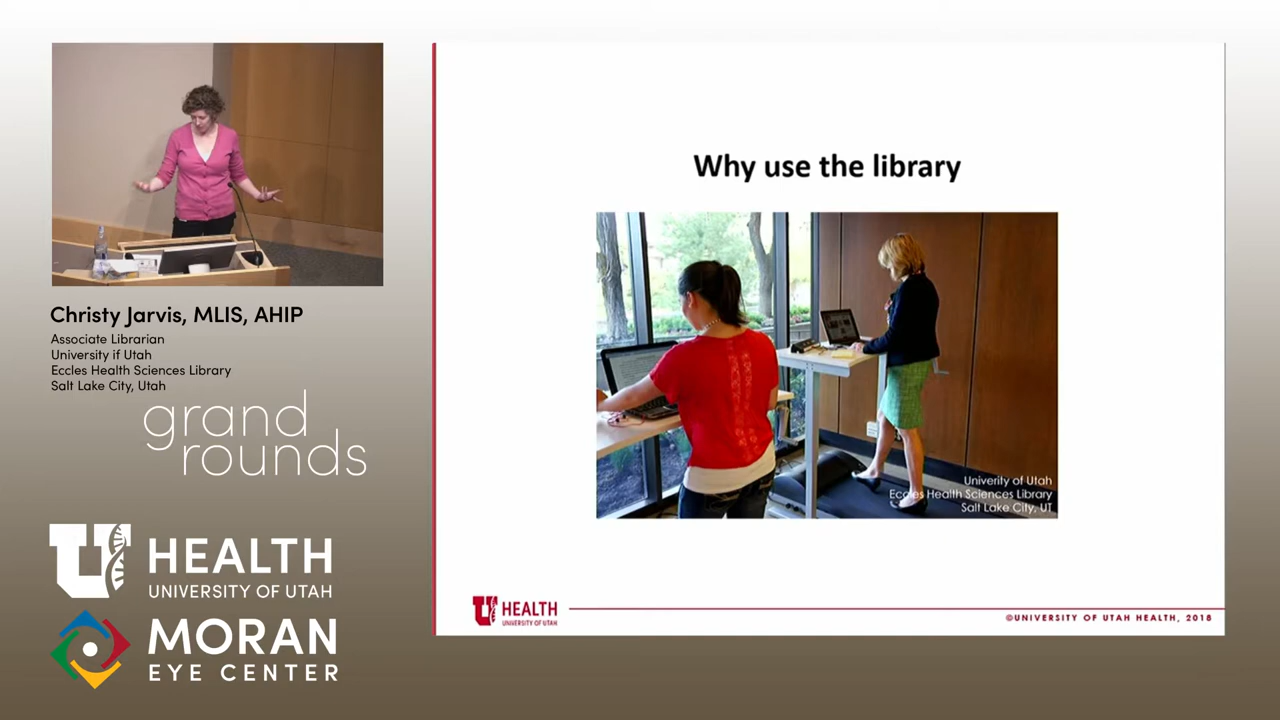 Christy Jarvis, MLIS, AHIP
Associate Librarian
University if Utah
Eccles Health Sciences Library
Salt Lake City, Utah
grand
rounds
U HEALTH
UNIVERSITY OF UTAH
MORAN
EYE CENTER
Why use the library
Univerity of Utah
Eccles Health Sciences Library
Salt Lake City, UT
U HEALTH
UNIVERSITY OF UTAH
©UNIVERSITY OF UTAH HEALTH, 2018